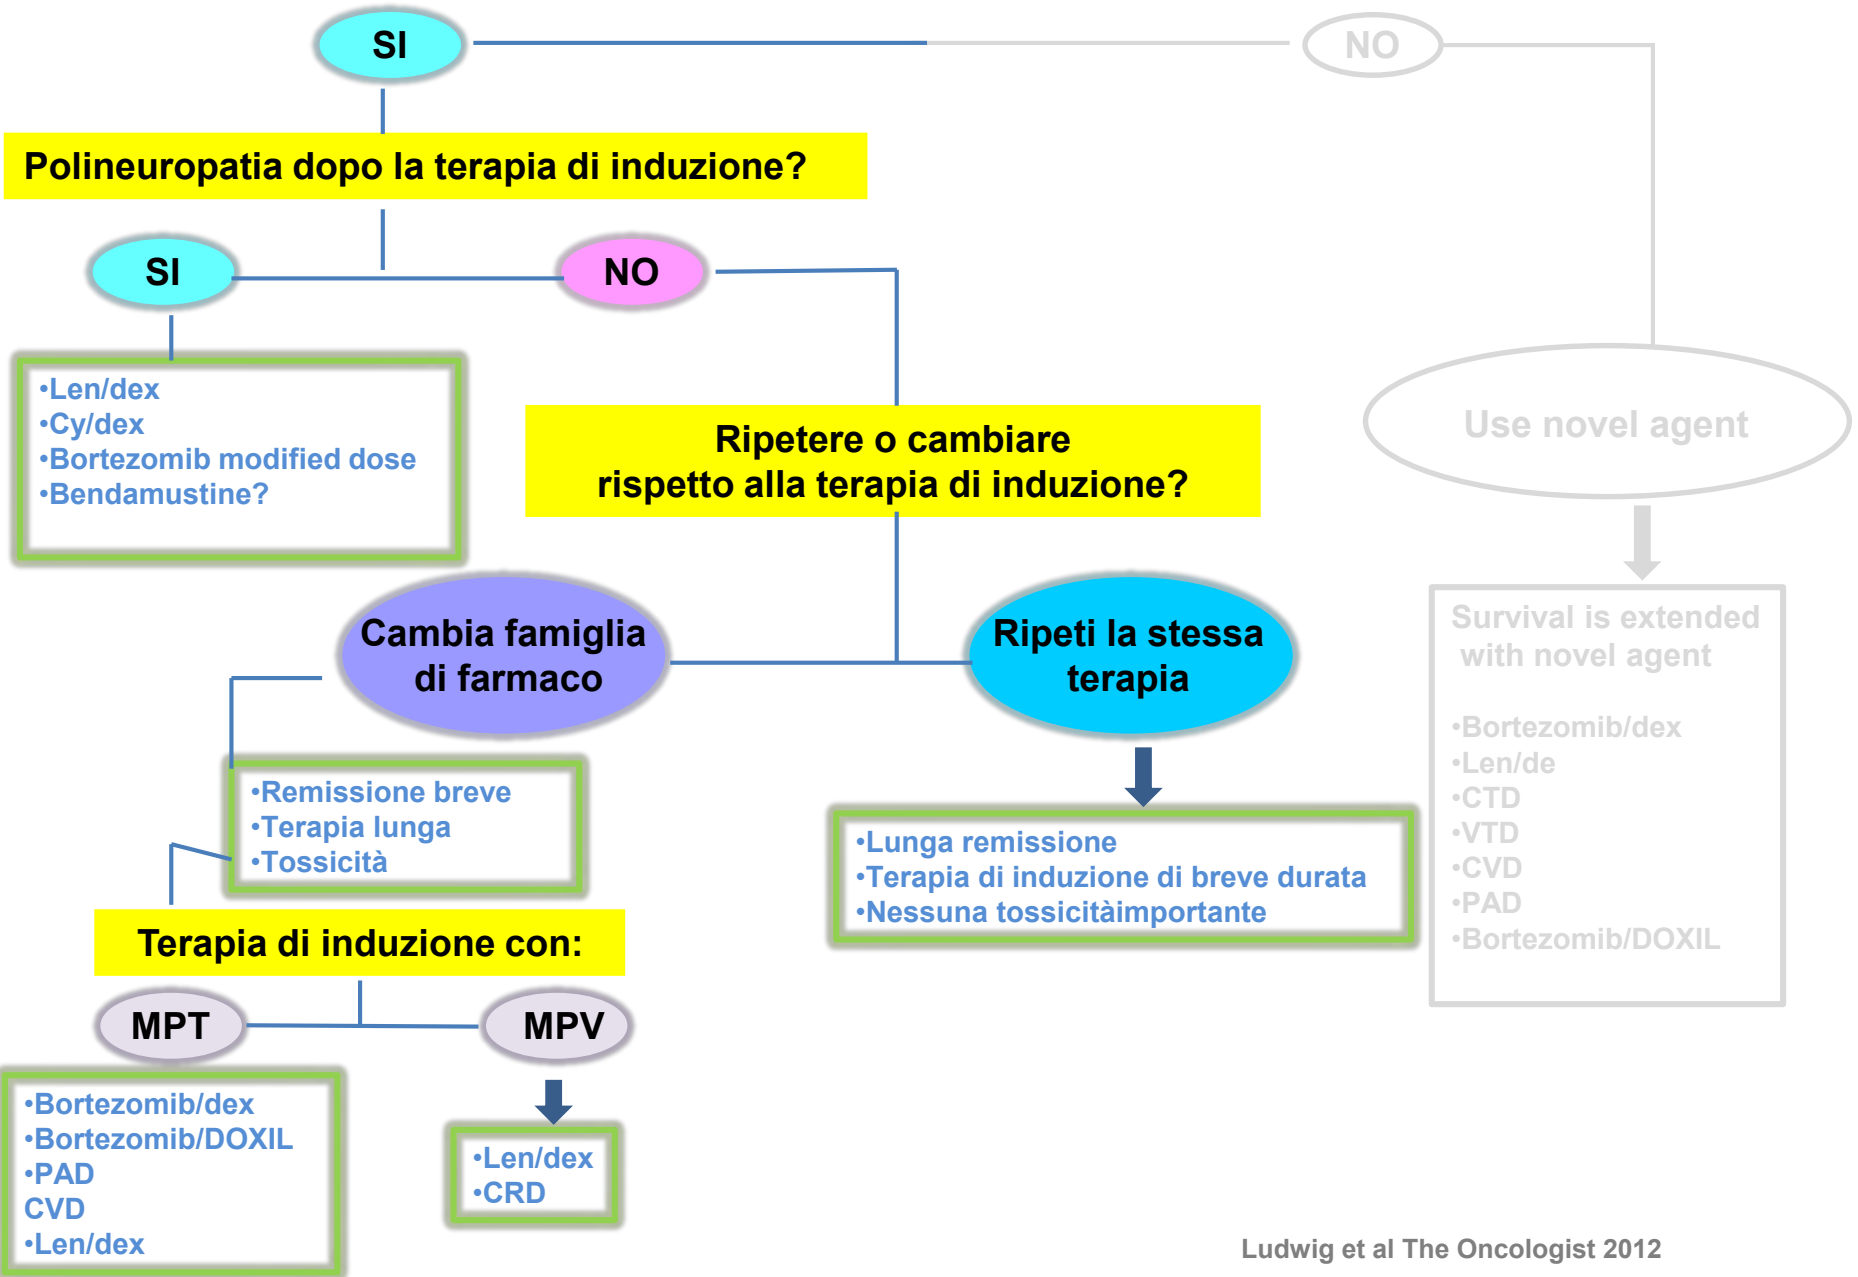 SI
NO
Polineuropatia dopo la terapia di induzione?
SI
NO
•Len/dex
•Cy/dex
•Bortezomib modified dose
•Bendamustine?
Ripetere o cambiare
rispetto alla terapia di induzione?
Use novel agent
Cambia famiglia
di farmaco
Ripeti la stessa
terapia
Survival is extended
with novel agent
•Bortezomib/dex
•Len/de
•CTD
•VTD
•CVD
•PAD
•Bortezomib/DOXIL
•Remissione breve
•Terapia lunga
•Tossicità
•Lunga remissione
•Terapia di induzione di breve durata
•Nessuna tossicitàimportante
Terapia di induzione con:
MPT
MPV
•Bortezomib/dex
•Bortezomib/DOXIL
•PAD
CVD
•Len/dex
•Len/dex
•CRD
Ludwig et al The Oncologist 2012